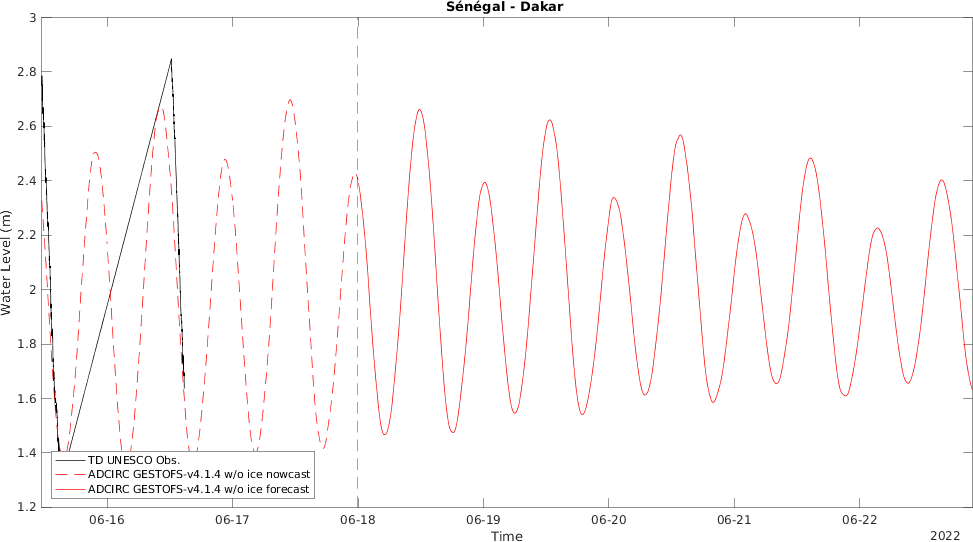 Sénégal - Dakar
3
2.8
2.6
2.4
2.2
2
1.8
1.6
1.4
1.2
Water Level (m)
TD UNESCO Obs.
ADCIRC GESTOFS-v4.1.4 w/o ice nowcast
ADCIRC GESTOFS-v4.1.4 w/o ice forecast
06-16 06-17 06-18 06-19 06-20 06-21 06-22
Time
2022